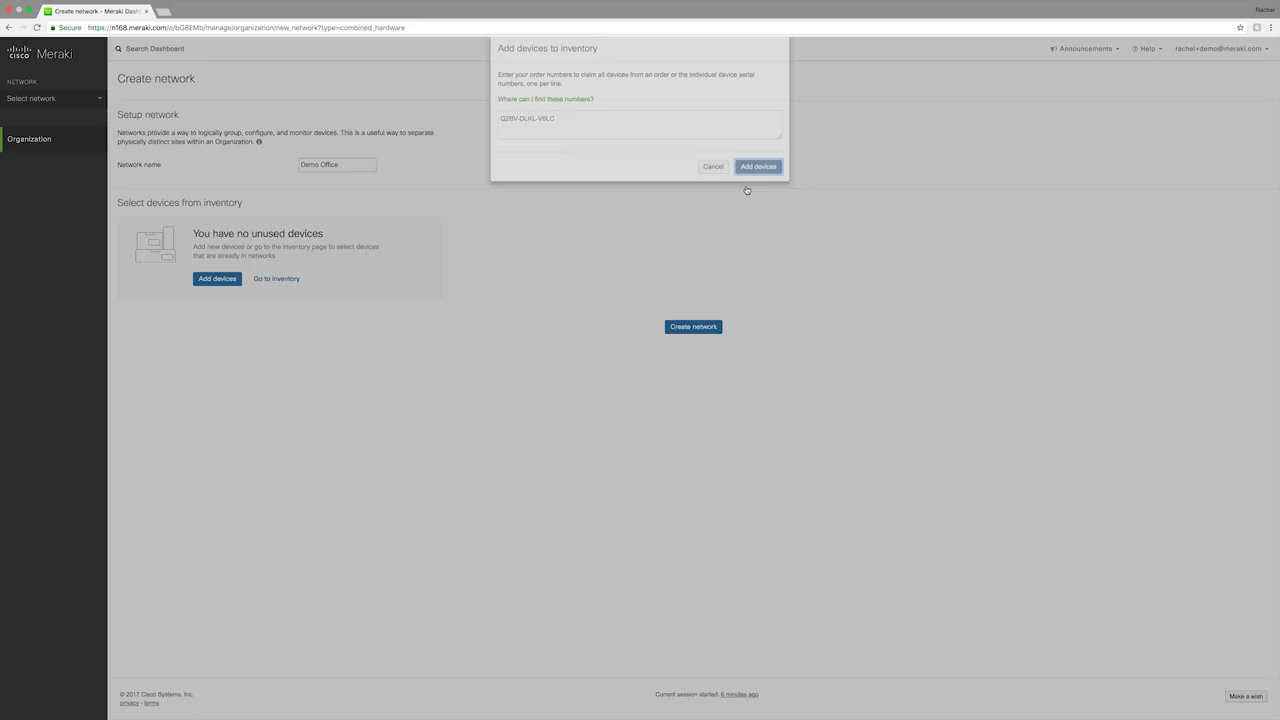 Create network - Meraki Dash
Rachel
Secure https://n168.meraki.com/o/bG8EMb/manage/organization/new_network?type=combined_hardware
cisco Meraki
Search Dashboard
Announcements
Help
rachel+demo@meraki.com
NETWORK
Select network
Organization
Create network
Setup network
Networks provide a way to logically group, configure, and monitor devices. This is a useful way to separate
physically distinct sites within an Organization.
Network name
Demo Office
Add devices to inventory
Enter your order numbers to claim all devices from an order or the individual device serial
numbers, one per line.
Where can I find these numbers?
Q2BV-DLKL-V6LC
Cancel
Add devices
Select devices from inventory
You have no unused devices
Add new devices or go to the inventory page to select devices
that are already in networks
Add devices
Go to inventory
Create network
© 2017 Cisco Systems, Inc.
privacy - terms
Current session started: 6 minutes ago
Make a wish